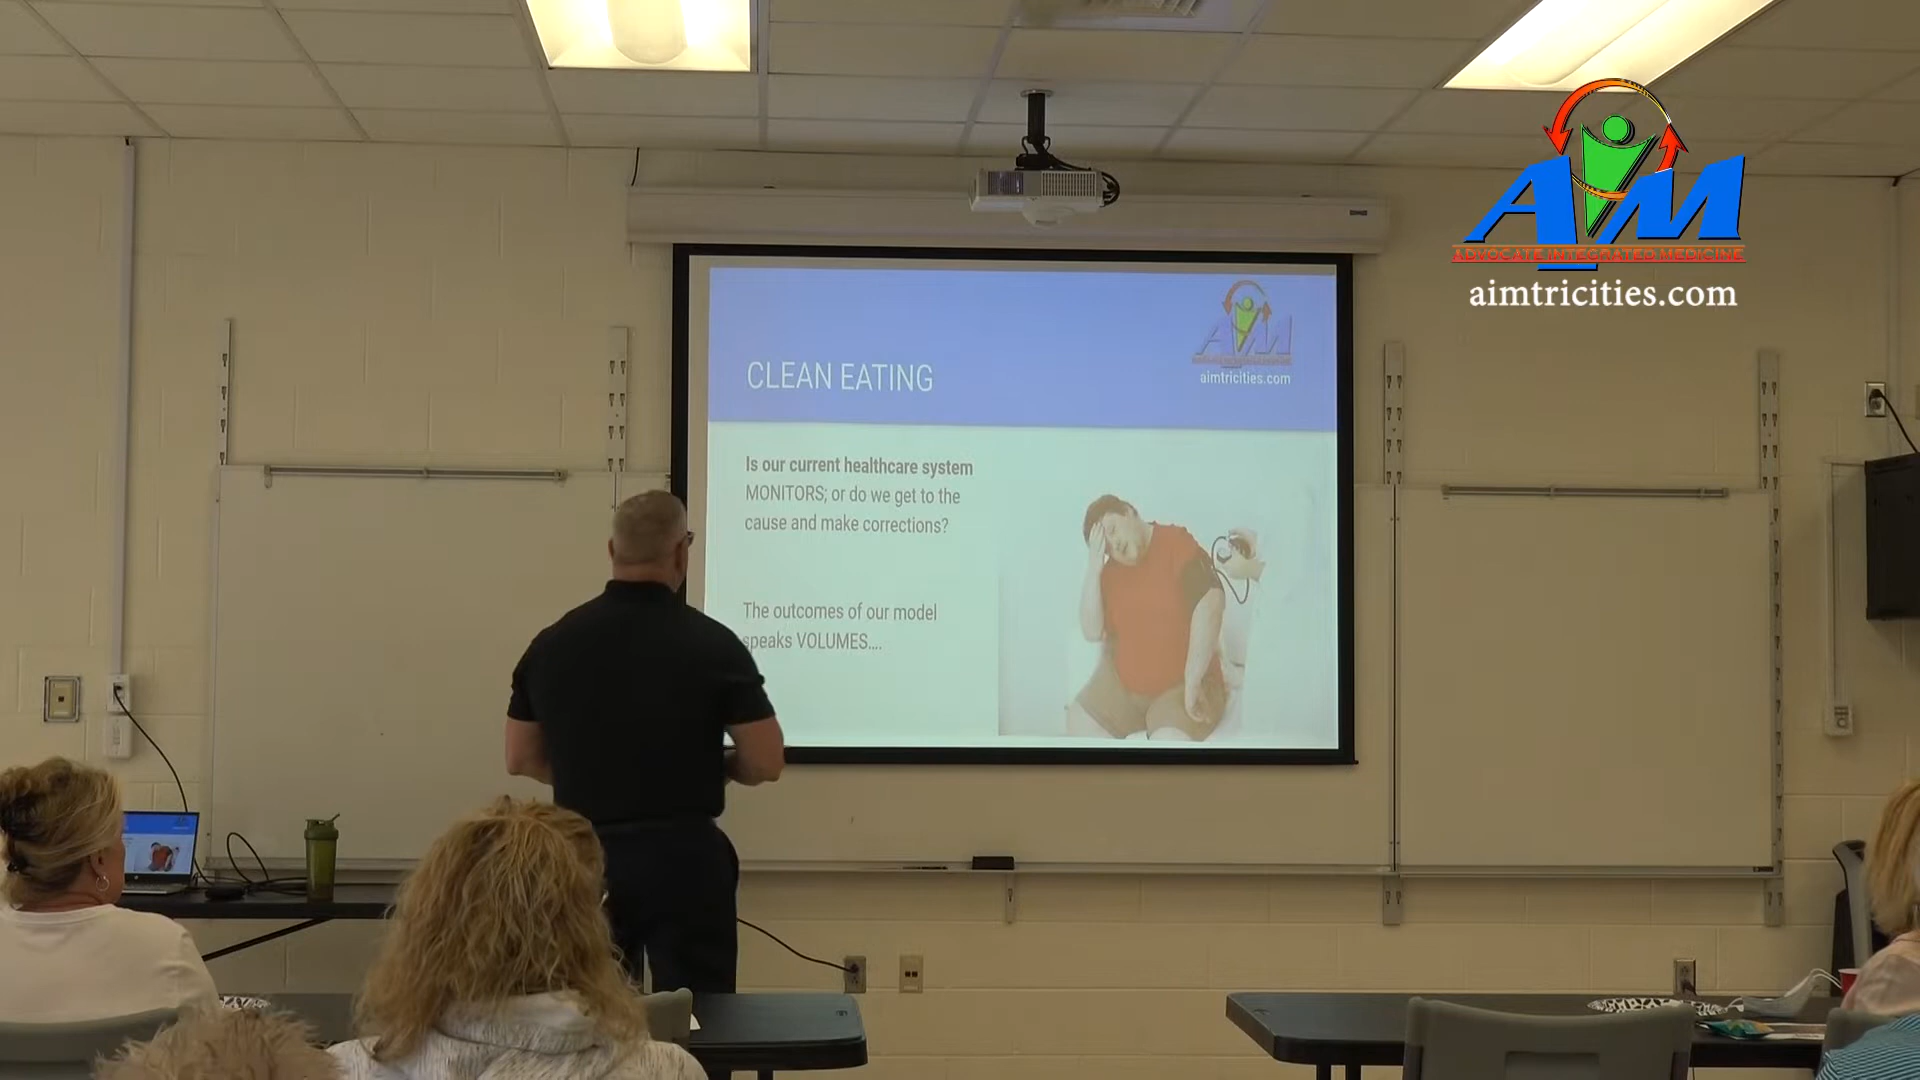 ADVOCATE INTEGRATED MEDICINE
aimtricities.com
AiM
aimtricities.com
CLEAN EATING
Is our current healthcare system
MONITORS; or do we get to the
cause and make corrections?
The outcomes of our model
speaks VOLUMES....